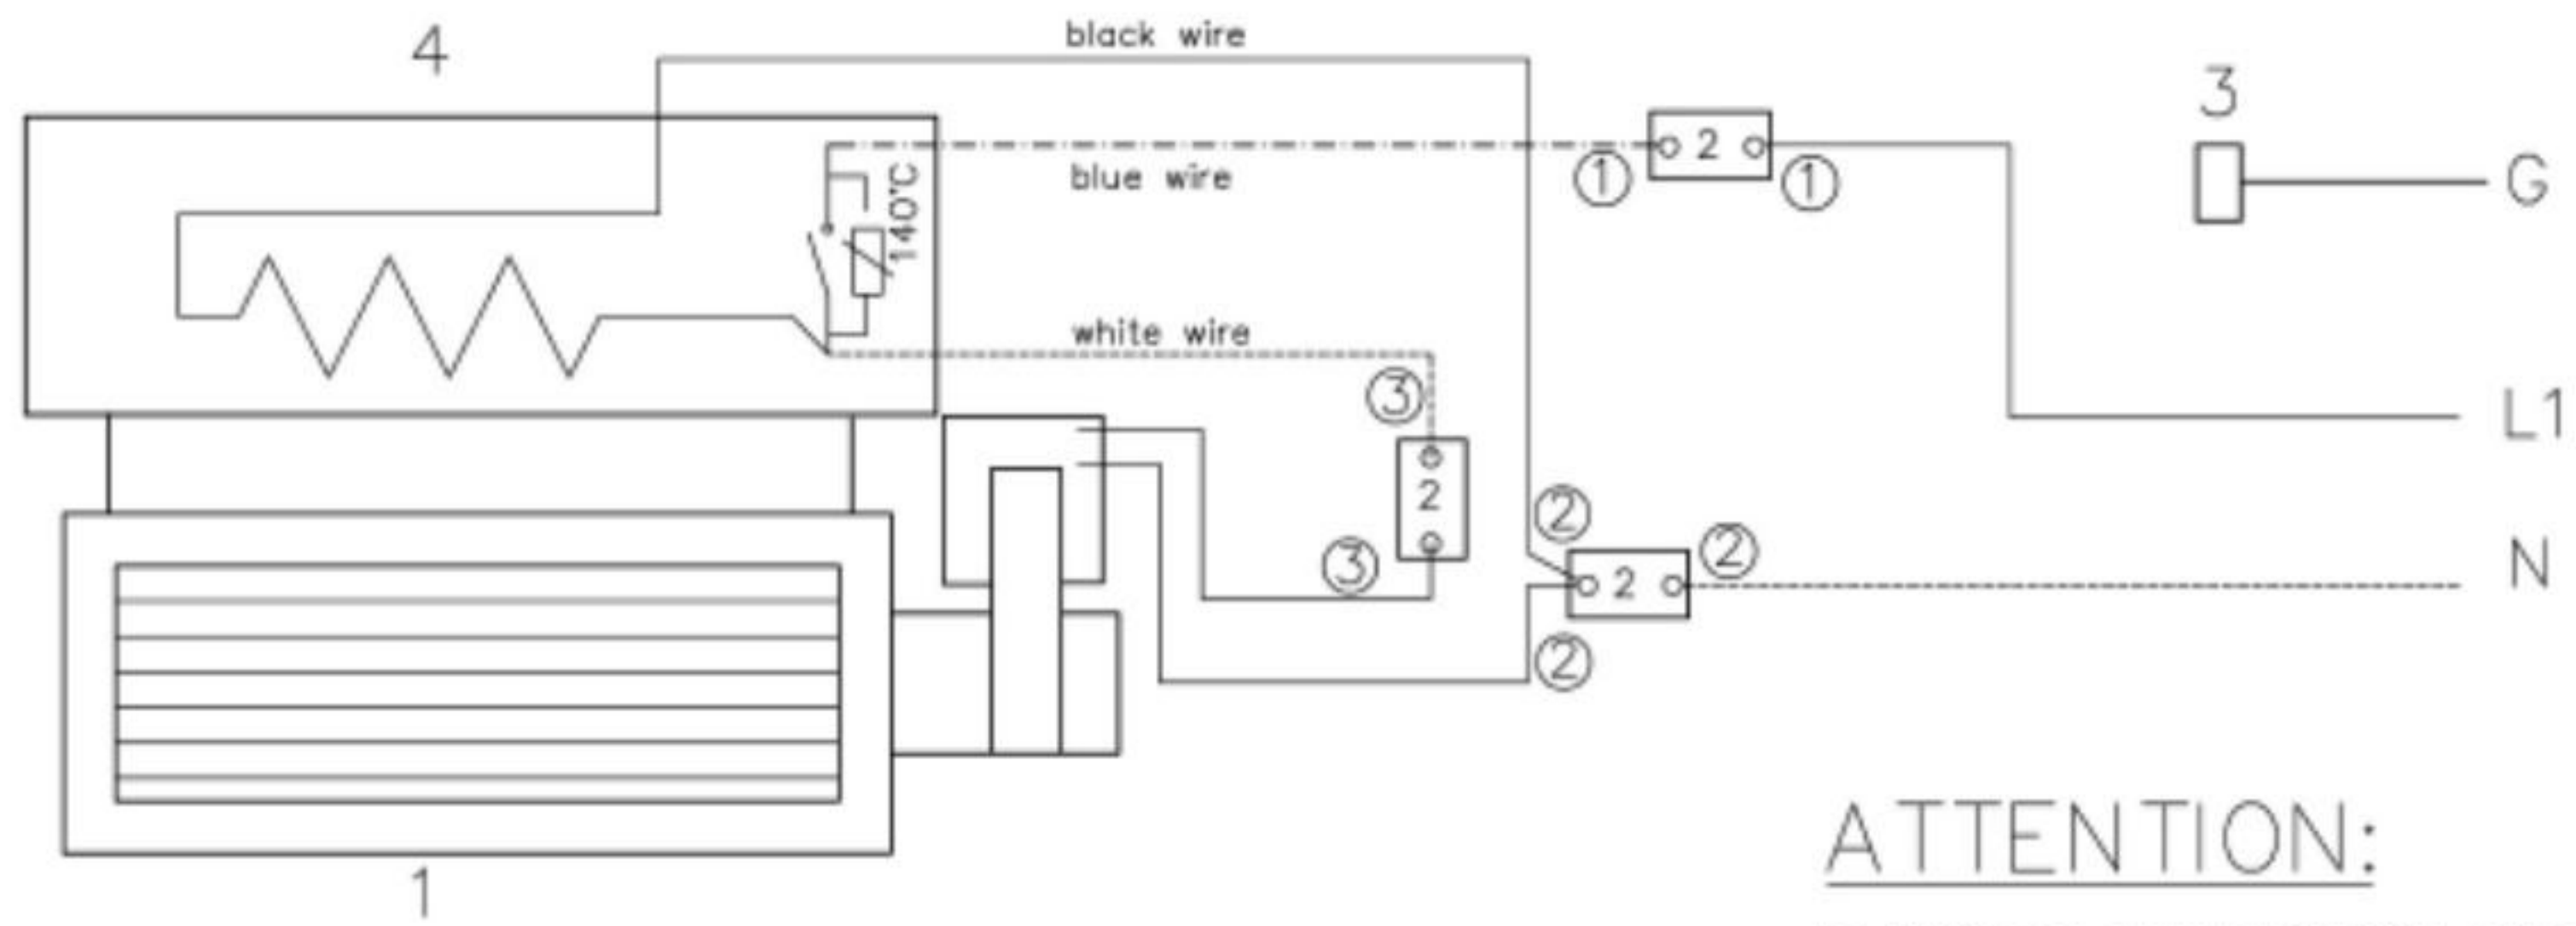 4
black wire
3
2
G
blue wire
① ①
140°C
white wire
③
L1
2
②
②
N
③
2
②
ATTENTION:
1